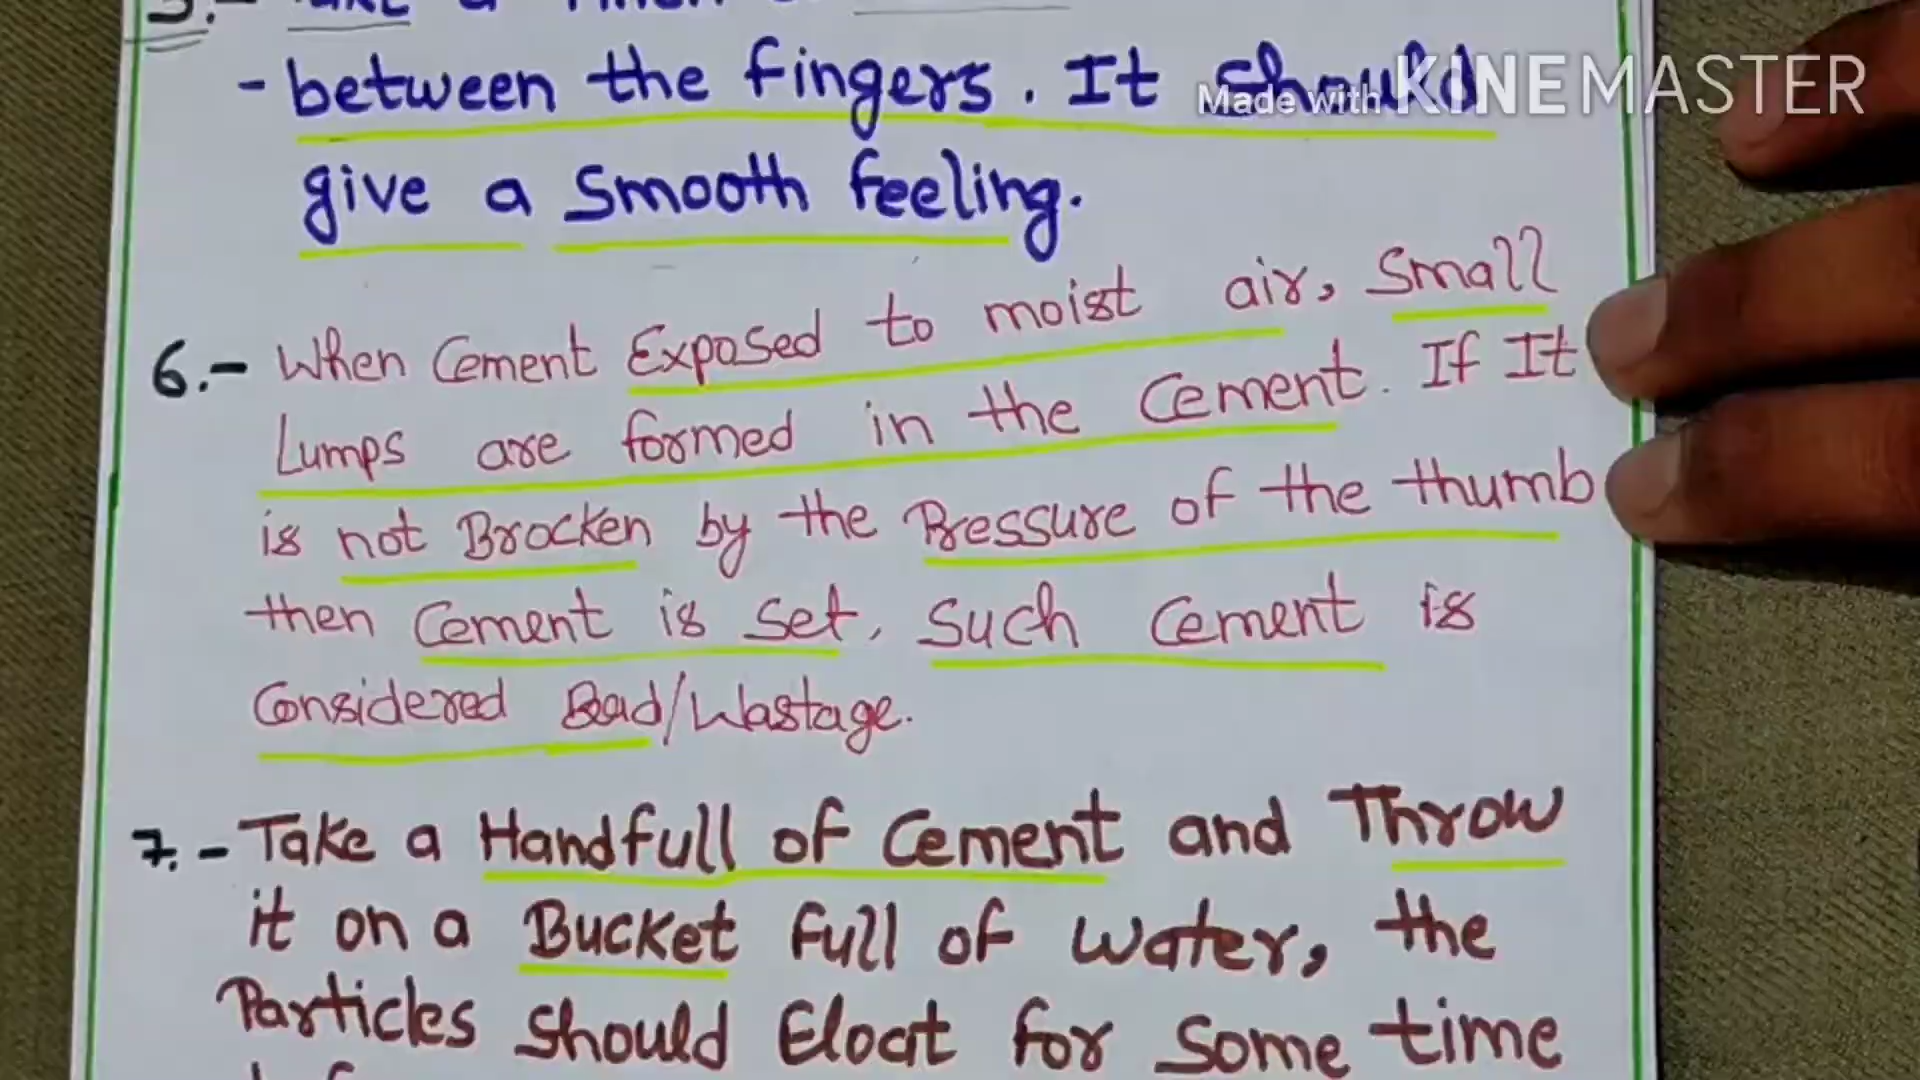 5.- Take a
- between the fingers. It should
Made with KINEMASTER
give a Smooth feeling.
6.- When Cement Exposed to moist air, Small
Lumps are formed in the Cement. If It
is not Brocken by the Pressure of the thumb
then Cement is Set, Such Cement is
Considered Bad/Wastage.
7.- Take a Handfull of Cement and Throw
it on a Bucket full of Water, the
Particles Should Eloat for Some time